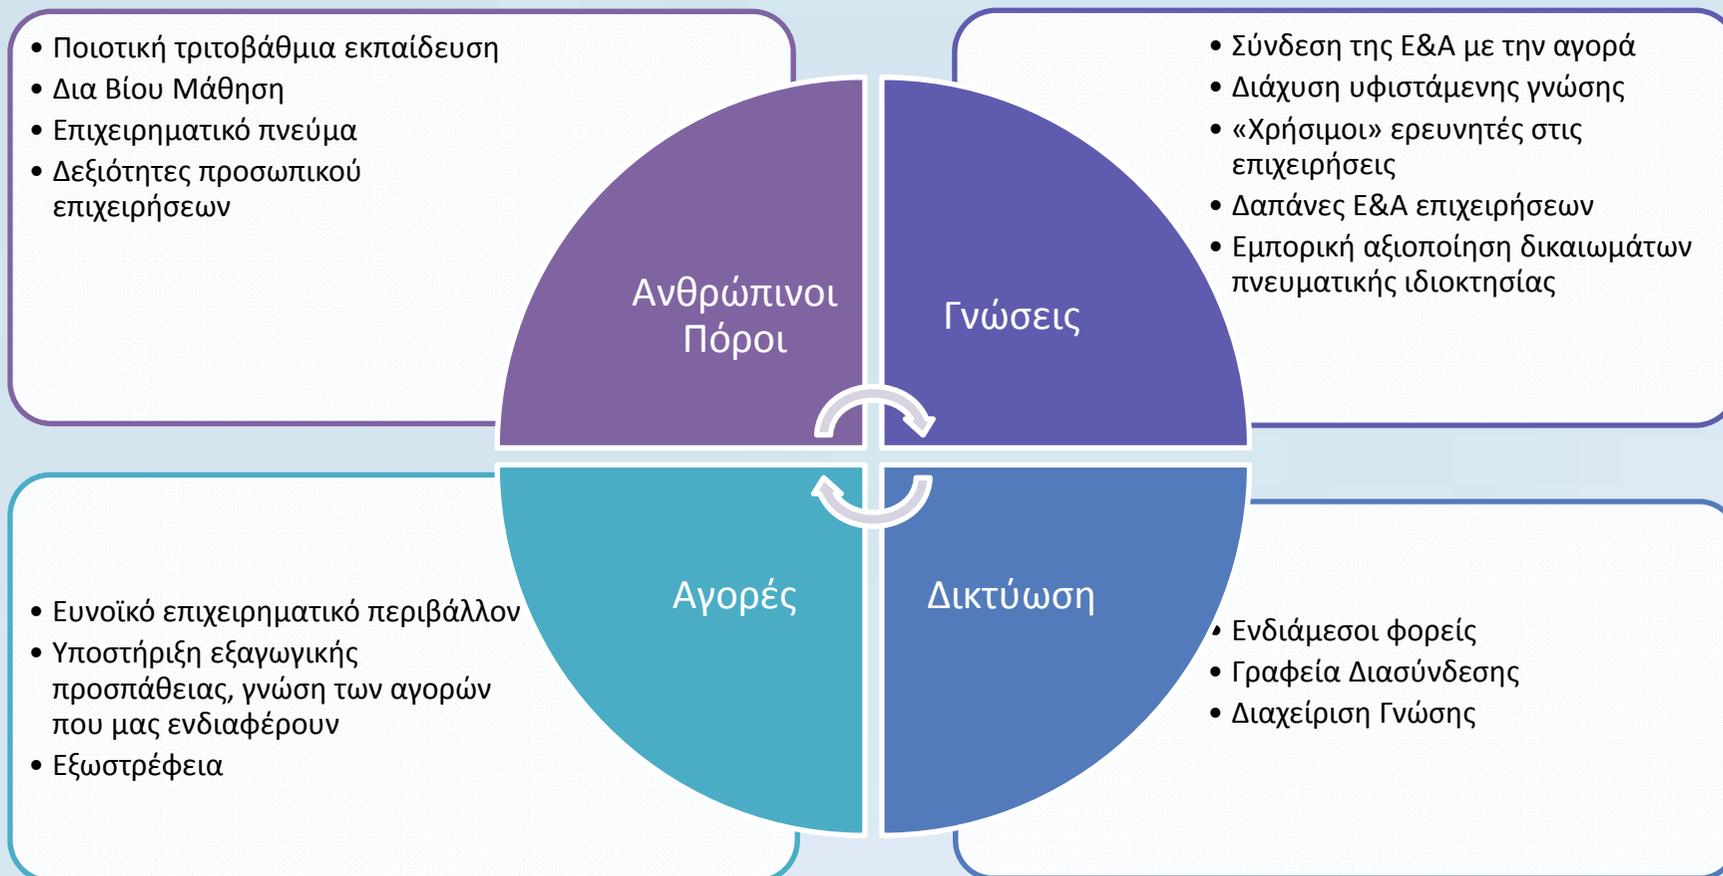 • Ποιοτική τριτοβάθμια εκπαίδευση
• Δια Βίου Μάθηση
• Επιχειρηματικό πνεύμα
• Δεξιότητες προσωπικού
επιχειρήσεων
• Σύνδεση της Ε&Α με την αγορά
• Διάχυση υφιστάμενης γνώσης
• «Χρήσιμοι» ερευνητές στις
επιχειρήσεις
• Δαπάνες Ε&Α επιχειρήσεων
• Εμπορική αξιοποίηση δικαιωμάτων
πνευματικής ιδιοκτησίας
Ανθρώπινοι
Πόροι
Γνώσεις
Αγορές
Δικτύωση
• Ευνοϊκό επιχειρηματικό περιβάλλον
• Υποστήριξη εξαγωγικής
προσπάθειας, γνώση των αγορών
που μας ενδιαφέρουν
• Εξωστρέφεια
• Ενδιάμεσοι φορείς
• Γραφεία Διασύνδεσης
• Διαχείριση Γνώσης